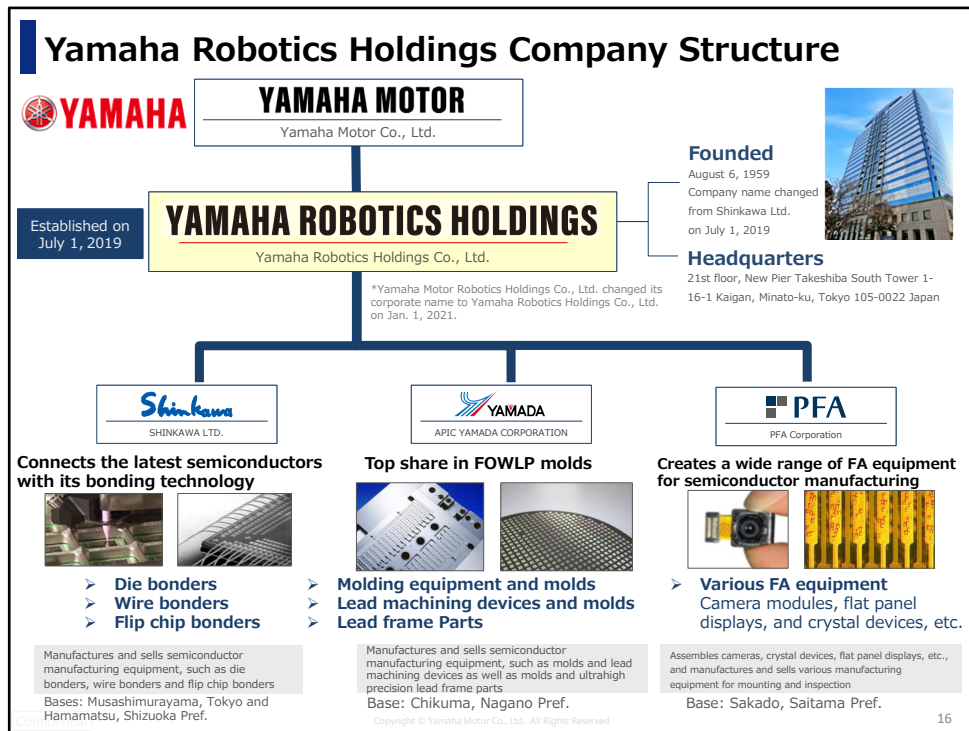 Yamaha Robotics Holdings Company Structure
YAMAHA
YAMAHA MOTOR
Yamaha Motor Co., Ltd.
Established on
July 1, 2019
YAMAHA ROBOTICS HOLDINGS
Yamaha Robotics Holdings Co., Ltd.
*Yamaha Motor Robotics Holdings Co., Ltd. changed its
corporate name to Yamaha Robotics Holdings Co., Ltd.
on Jan. 1, 2021.
Founded
August 6, 1959
Company name changed
from Shinkawa Ltd.
on July 1, 2019
Headquarters
21st floor, New Pier Takeshiba South Tower 1-
16-1 Kaigan, Minato-ku, Tokyo 105-0022 Japan
Shinkawa
SHINKAWA LTD.
Connects the latest semiconductors
with its bonding technology
➢ Die bonders
➢ Wire bonders
➢ Flip chip bonders
Manufactures and sells semiconductor
manufacturing equipment, such as die
bonders, wire bonders and flip chip bonders
Bases: Musashimurayama, Tokyo and
Hamamatsu, Shizuoka Pref.
YAMADA
APIC YAMADA CORPORATION
Top share in FOWLP molds
➢ Molding equipment and molds
➢ Lead machining devices and molds
➢ Lead frame Parts
Manufactures and sells semiconductor
manufacturing equipment, such as molds and lead
machining devices as well as molds and ultrahigh
precision lead frame parts
Base: Chikuma, Nagano Pref.
PFA
PFA Corporation
Creates a wide range of FA equipment
for semiconductor manufacturing
➢ Various FA equipment
Camera modules, flat panel
displays, and crystal devices, etc.
Assembles cameras, crystal devices, flat panel displays, etc.,
and manufactures and sells various manufacturing
equipment for mounting and inspection
Base: Sakado, Saitama Pref.
Confidential
Copyright © Yamaha Motor Co., Ltd. All Rights Reserved.
16